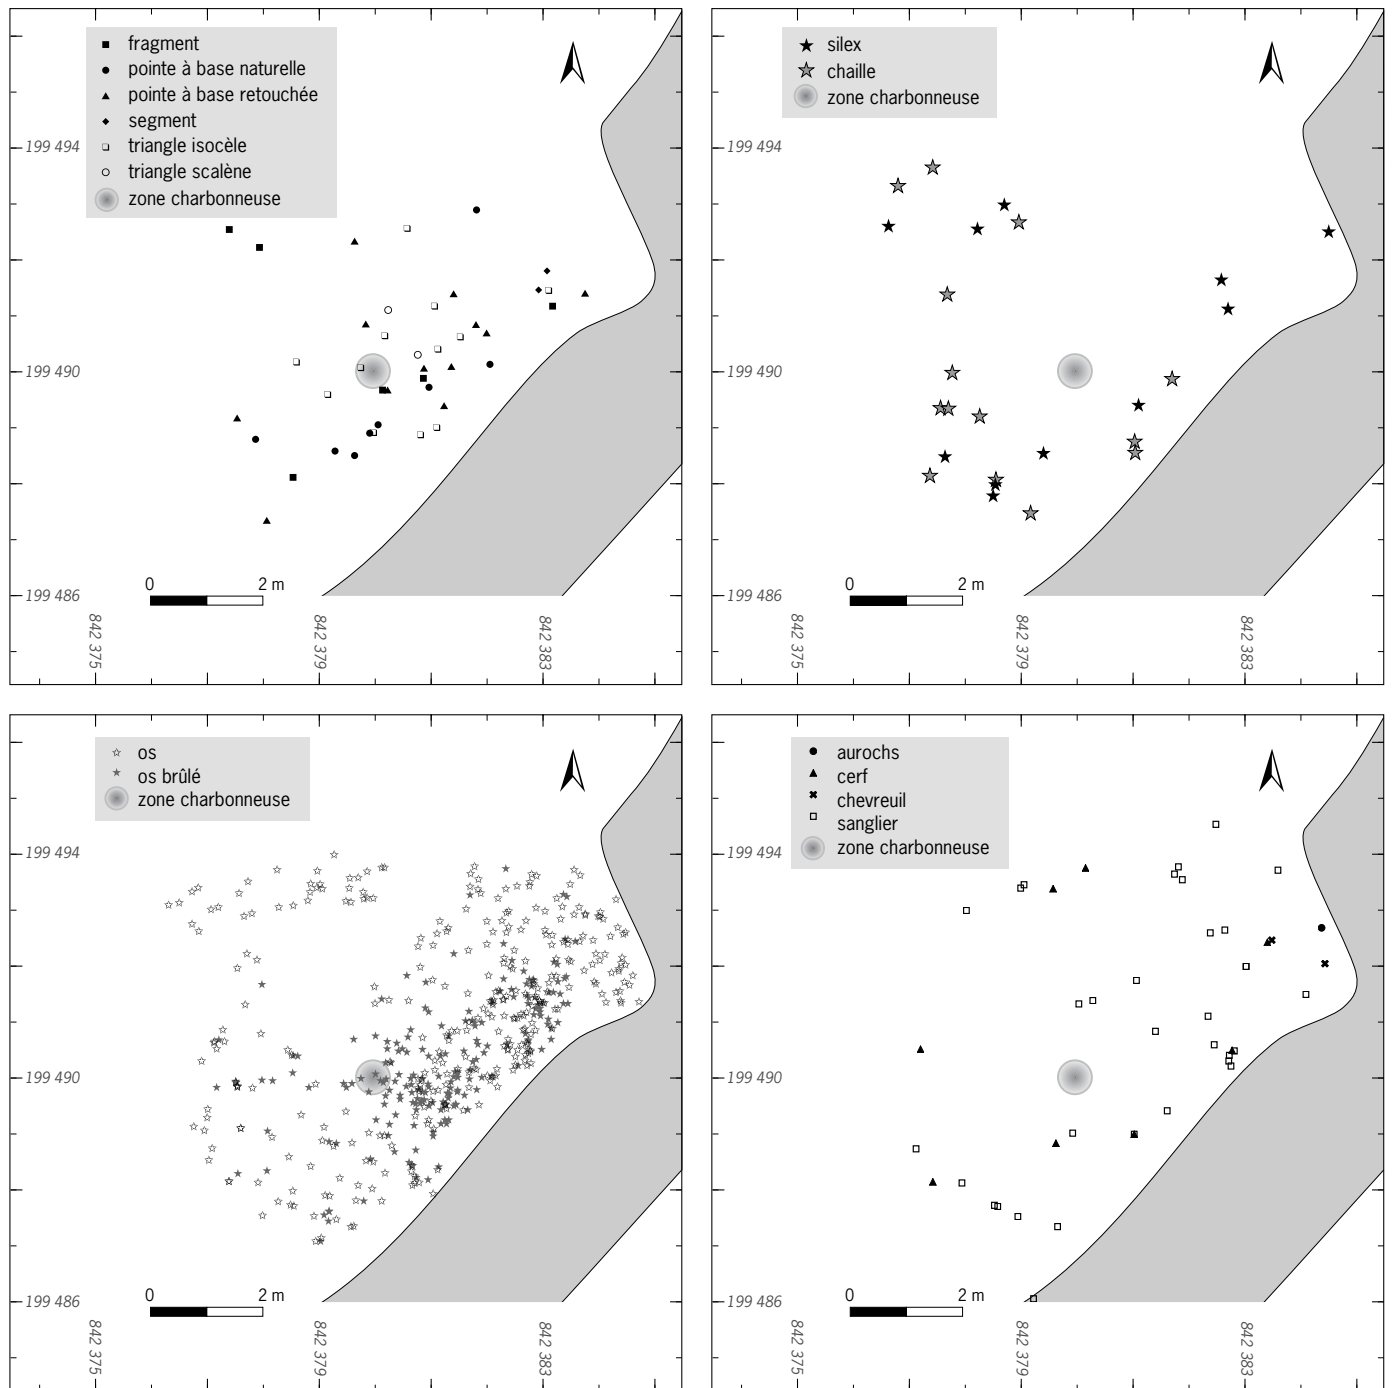 fragment
pointe à base naturelle
pointe à base retouchée
segment
triangle isocèle
triangle scalène
zone charbonneuse
199 494
199 490
199 486
0 2 m
842 375
842 379
842 383
silex
chaille
zone charbonneuse
199 494
199 490
199 486
0 2 m
842 375
842 379
842 383
os
os brûlé
zone charbonneuse
199 494
199 490
199 486
0 2 m
842 375
842 379
842 383
aurochs
cerf
chevreuil
sanglier
zone charbonneuse
199 494
199 490
199 486
0 2 m
842 375
842 379
842 383